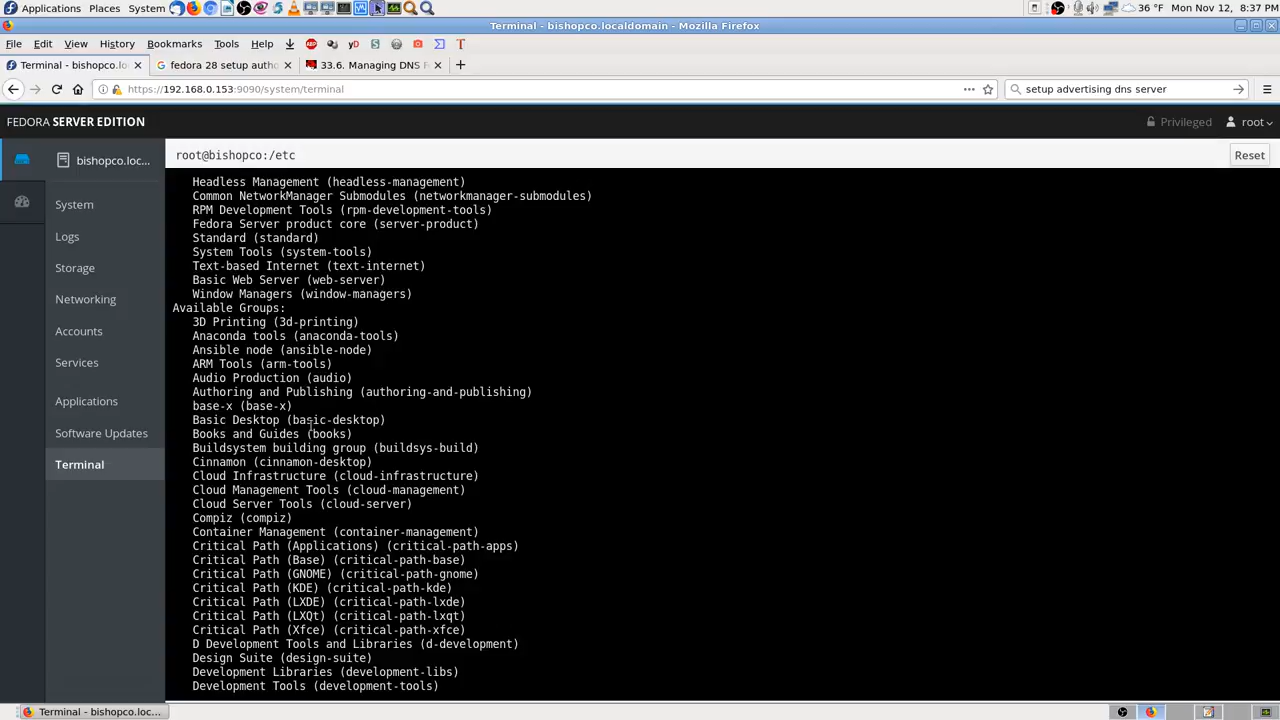 Applications Places System 36 °F Mon Nov 12, 8:37 PM
Terminal - bishopco.localdomain - Mozilla Firefox
File Edit View History Bookmarks Tools Help
Terminal - bishopco.lo
fedora 28 setup autho
33.6. Managing DNS
https://192.168.0.153:9090/system/terminal
setup advertising dns server
FEDORA SERVER EDITION
Privileged
root
bishopco.loc...
System
Logs
Storage
Networking
Accounts
Services
Applications
Software Updates
Terminal
root@bishopco:/etc
Reset
Headless Management (headless-management)
Common NetworkManager Submodules (networkmanager-submodules)
RPM Development Tools (rpm-development-tools)
Fedora Server product core (server-product)
Standard (standard)
System Tools (system-tools)
Text-based Internet (text-internet)
Basic Web Server (web-server)
Window Managers (window-managers)
Available Groups:
3D Printing (3d-printing)
Anaconda tools (anaconda-tools)
Ansible node (ansible-node)
ARM Tools (arm-tools)
Audio Production (audio)
Authoring and Publishing (authoring-and-publishing)
base-x (base-x)
Basic Desktop (basic-desktop)
Books and Guides (books)
Buildsystem building group (buildsys-build)
Cinnamon (cinnamon-desktop)
Cloud Infrastructure (cloud-infrastructure)
Cloud Management Tools (cloud-management)
Cloud Server Tools (cloud-server)
Compiz (compiz)
Container Management (container-management)
Critical Path (Applications) (critical-path-apps)
Critical Path (Base) (critical-path-base)
Critical Path (GNOME) (critical-path-gnome)
Critical Path (KDE) (critical-path-kde)
Critical Path (LXDE) (critical-path-lxde)
Critical Path (LXQt) (critical-path-lxqt)
Critical Path (Xfce) (critical-path-xfce)
D Development Tools and Libraries (d-development)
Design Suite (design-suite)
Development Libraries (development-libs)
Development Tools (development-tools)
Terminal - bishopco.loc...